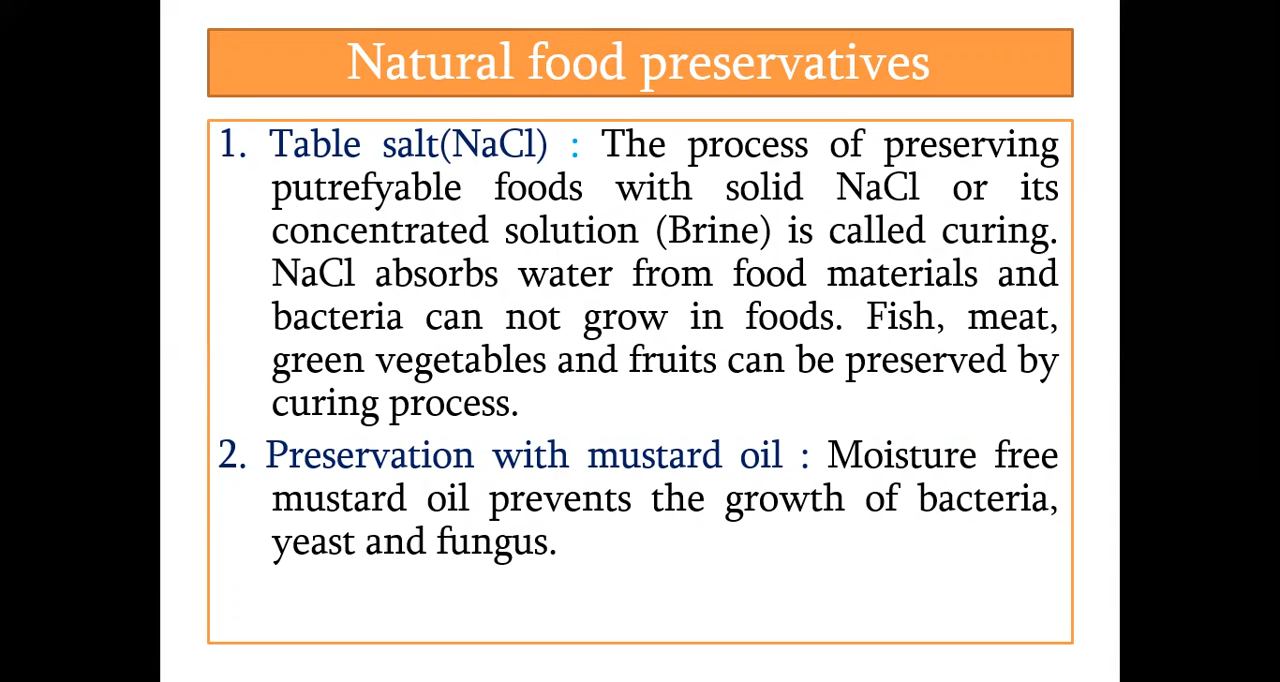 Natural food preservatives
1. Table salt(NaCl) : The process of preserving
putrefyable foods with solid NaCl or its
concentrated solution (Brine) is called curing.
NaCl absorbs water from food materials and
bacteria can not grow in foods. Fish, meat,
green vegetables and fruits can be preserved by
curing process.
2. Preservation with mustard oil : Moisture free
mustard oil prevents the growth of bacteria,
yeast and fungus.